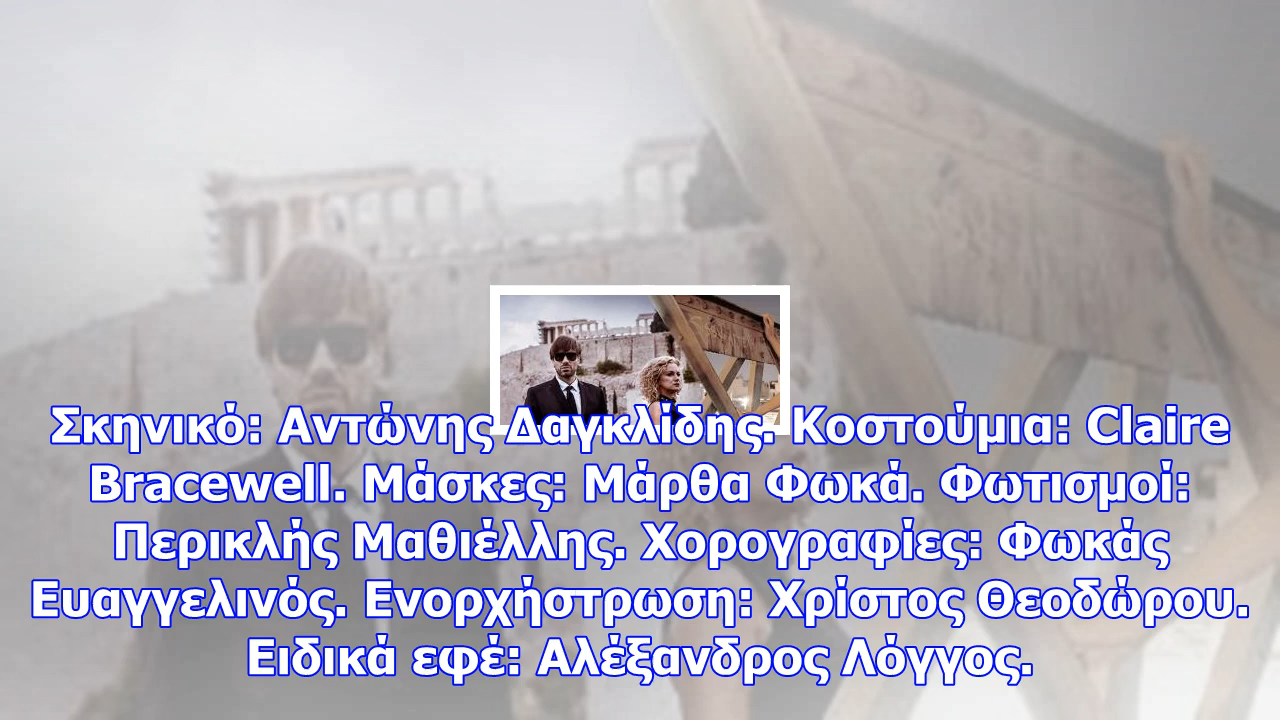 Σκηνικό: Αντώνης Δαγκλίδης. Κοστούμια: Claire
Bracewell. Μάσκες: Μάρθα Φωκά. Φωτισμοί:
Περικλής Μαθιέλλης. Χορογραφίες: Φωκάς
Ευαγγελινός. Ενορχήστρωση: Χρίστος Θεοδώρου.
Ειδικά εφέ: Αλέξανδρος Λόγγος.